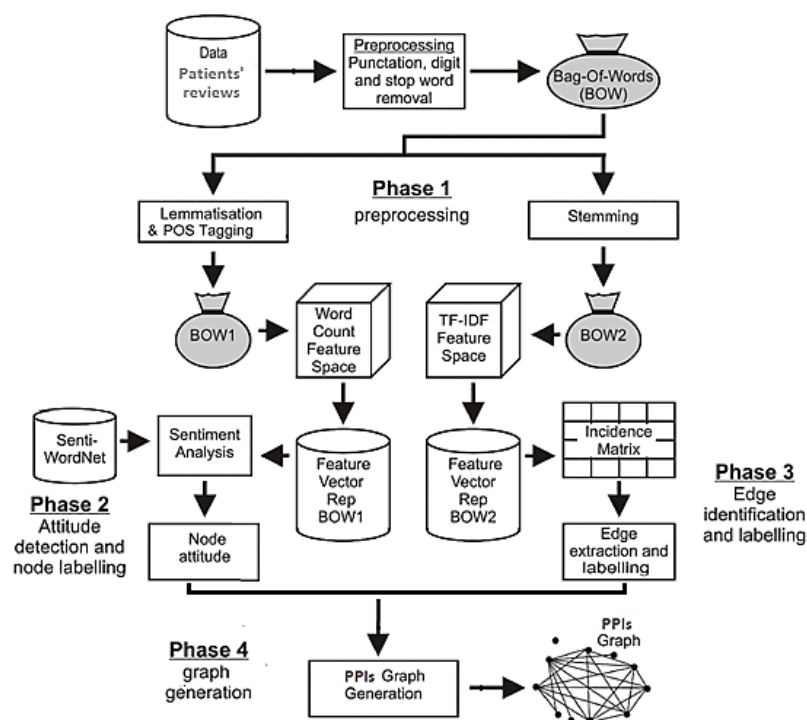 Data
Patients'
reviews
Preprocessing
Punctation, digit
and stop word
removal
Bag-Of-Words
(BOW)
Phase 1
preprocessing
Lemmatisation
& POS Tagging
Stemming
BOW1
Word
Count
Feature
Space
TF-IDF
Feature
Space
BOW2
Senti-
WordNet
Sentiment
Analysis
Feature
Vector
Rep
BOW1
Feature
Vector
Rep
BOW2
Incidence
Matrix
Phase 2
Attitude
detection and
node labelling
Phase 3
Edge
identification
and labelling
Node
attitude
Edge
extraction and
labelling
Phase 4
graph
generation
PPIs Graph
Generation
PPIs
Graph